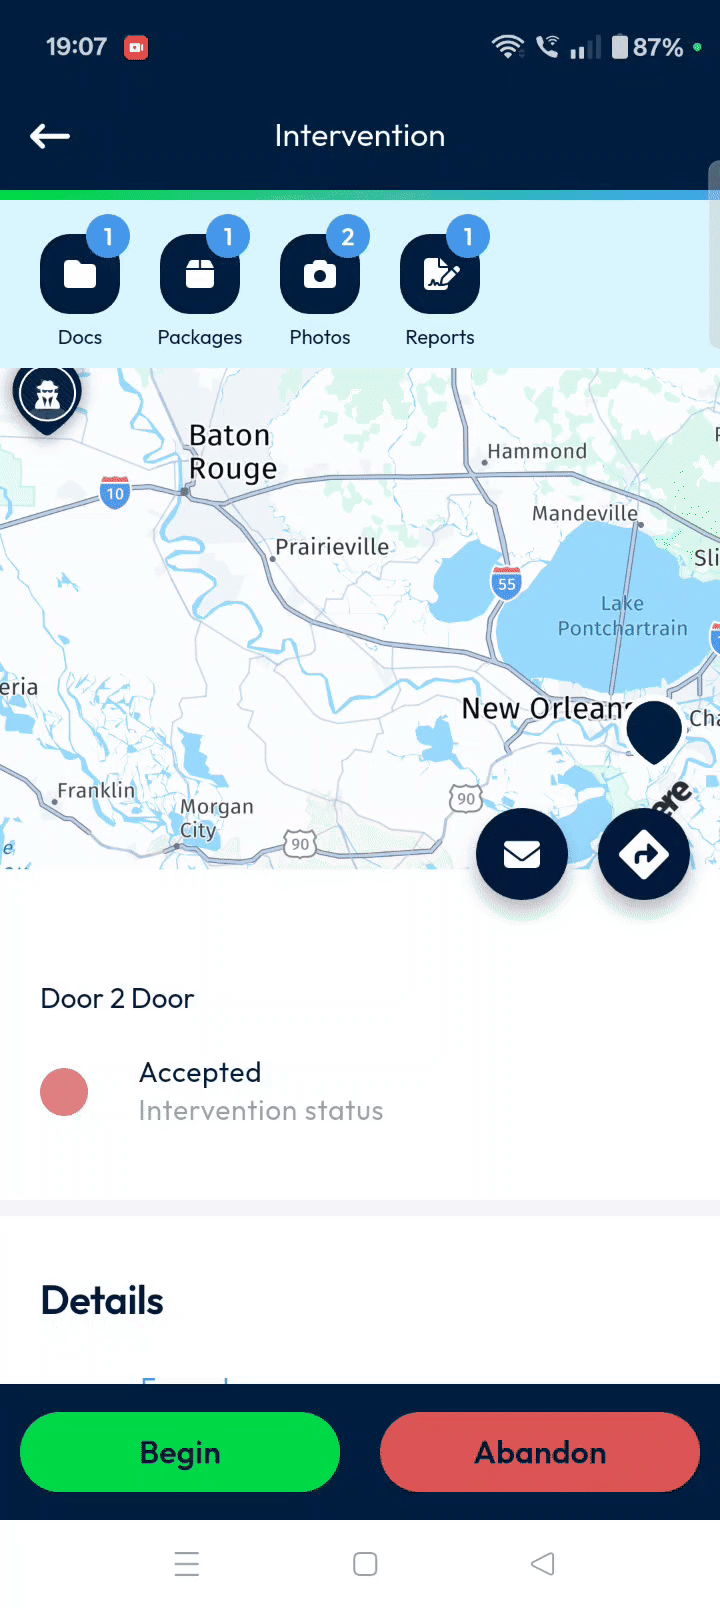 19:07
87%
Intervention
1
1
2
1
Docs
Packages
Photos
Reports
Baton
Rouge
Hammond
10
Mandeville
Prairieville
Sli
55
Lake
Pontchartrain
eria
New Orleans
Cha
Franklin
90
Morgan
City
90
ere
Door 2 Door
Accepted
Intervention status
Details
Begin
Abandon